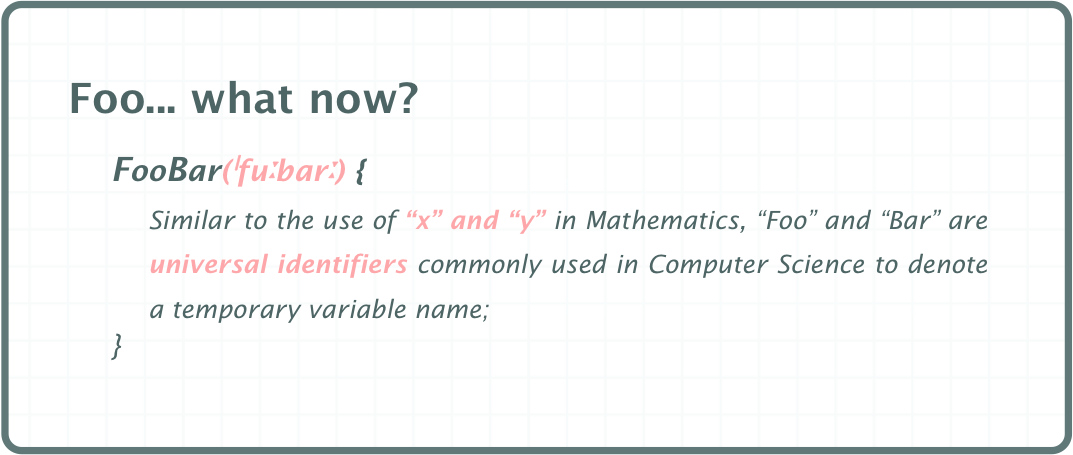 Foo... what now?
FooBar(ˈfuːbarː) {
Similar to the use of “x” and “y” in Mathematics, “Foo” and “Bar” are
universal identifiers commonly used in Computer Science to denote
a temporary variable name;
}